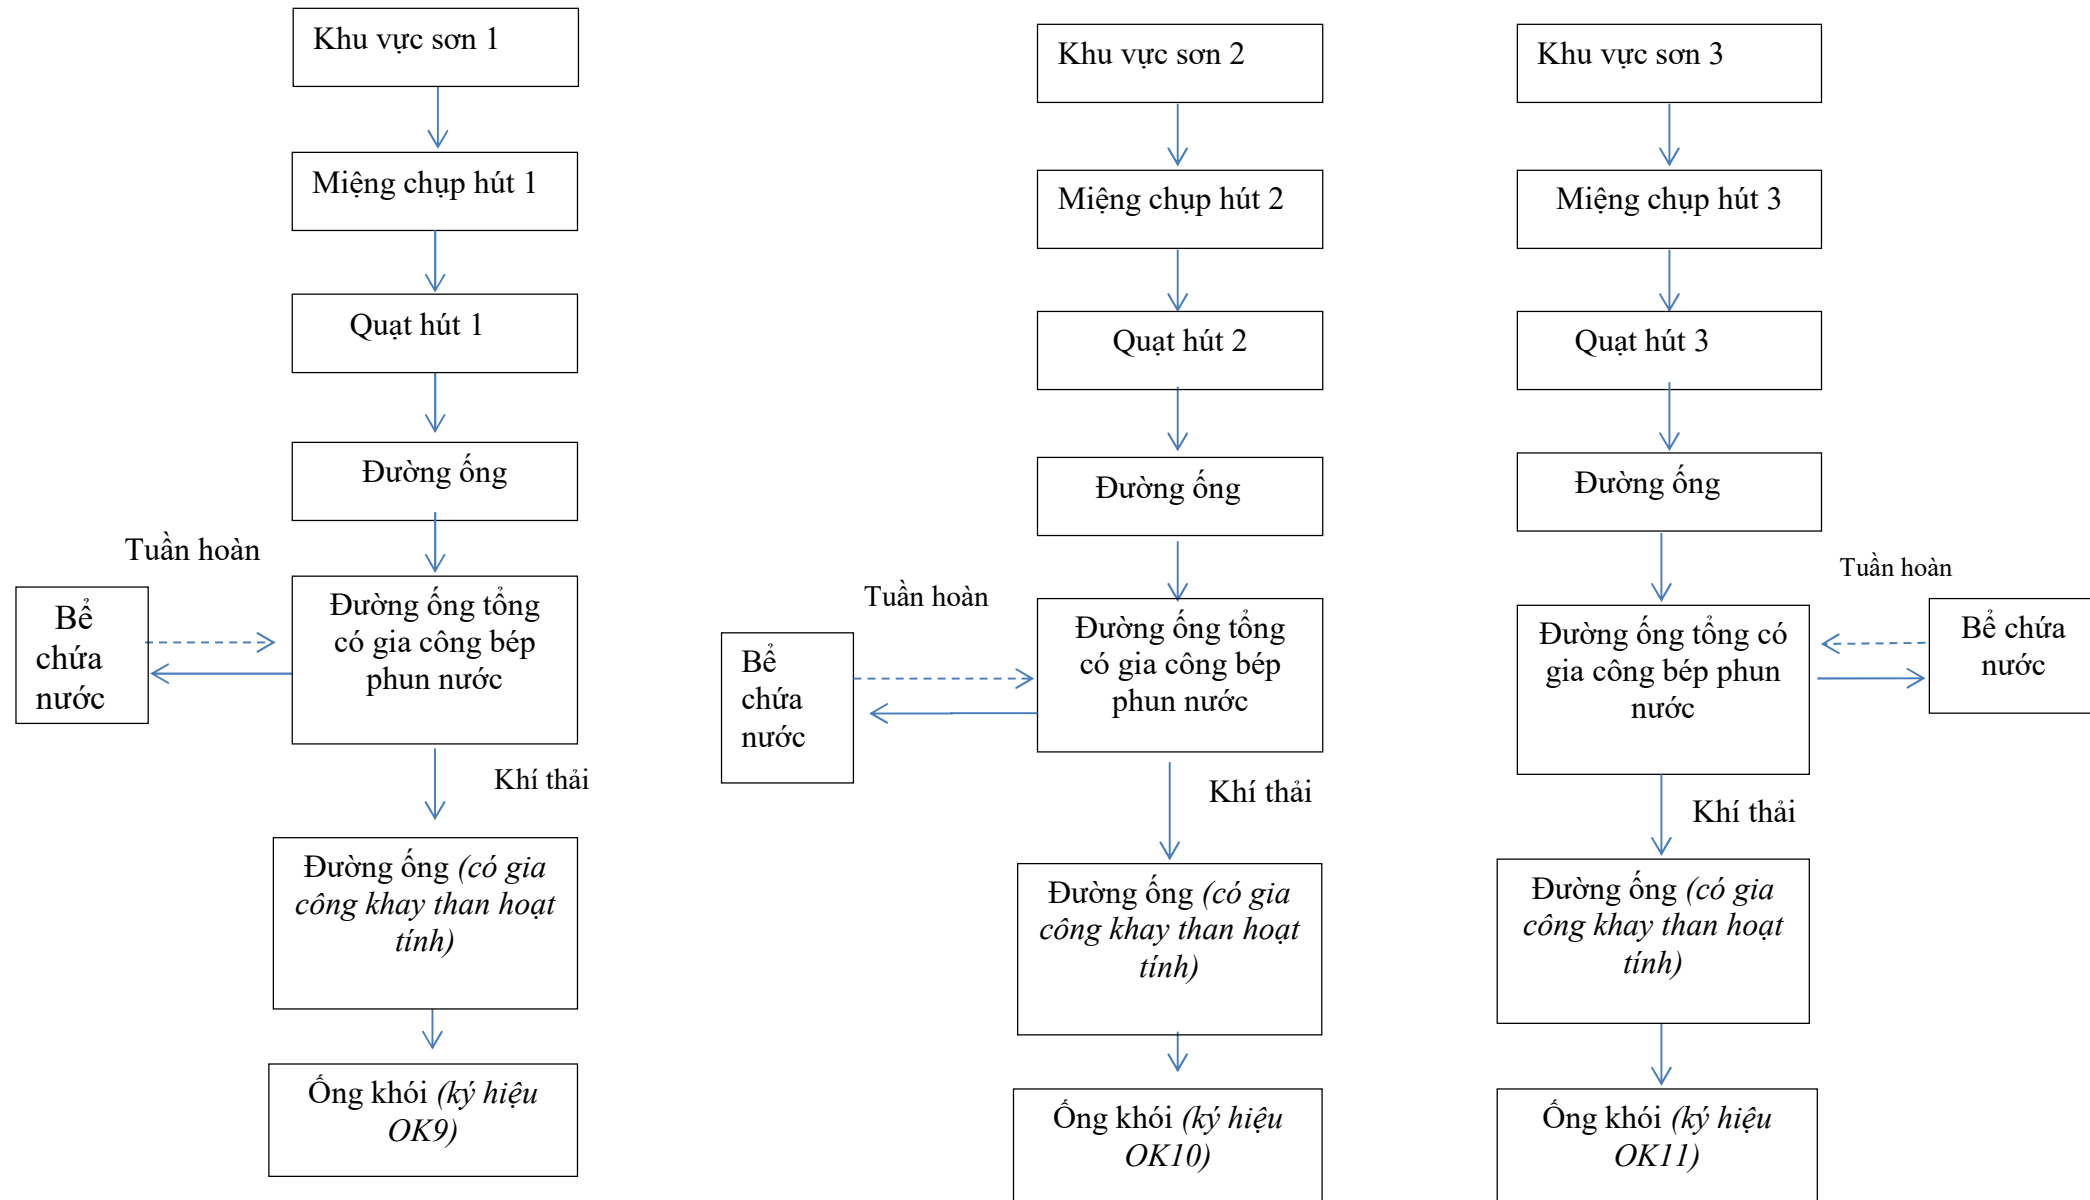 Khu vực sơn 1
Miệng chụp hút 1
Quạt hút 1
Đường ống
Tuần hoàn
Bể
chứa
nước
Đường ống tổng
có gia công bép
phun nước
Khí thải
Đường ống (có gia
công khay than hoạt
tính)
Ống khói (ký hiệu
OK9)
Khu vực sơn 2
Miệng chụp hút 2
Quạt hút 2
Đường ống
Tuần hoàn
Bể
chứa
nước
Đường ống tổng
có gia công bép
phun nước
Khí thải
Đường ống (có gia
công khay than hoạt
tính)
Ống khói (ký hiệu
OK10)
Khu vực sơn 3
Miệng chụp hút 3
Quạt hút 3
Đường ống
Tuần hoàn
Đường ống tổng có
gia công bép phun
nước
Bể chứa
nước
Khí thải
Đường ống (có gia
công khay than hoạt
tính)
Ống khói (ký hiệu
OK11)